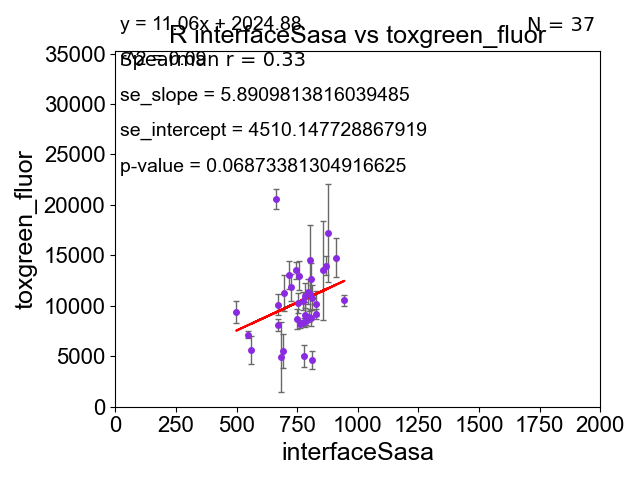 y = 11.06x + 2024.88
N = 37
R interfaceSasa vs toxgreen_fluor
r^2 = 0.09
Spearman r = 0.33
se_slope = 5.8909813816039485
se_intercept = 4510.147728867919
p-value = 0.06873381304916625
35000
30000
25000
20000
15000
10000
5000
0
toxgreen_fluor
0 250 500 750 1000 1250 1500 1750 2000
interfaceSasa